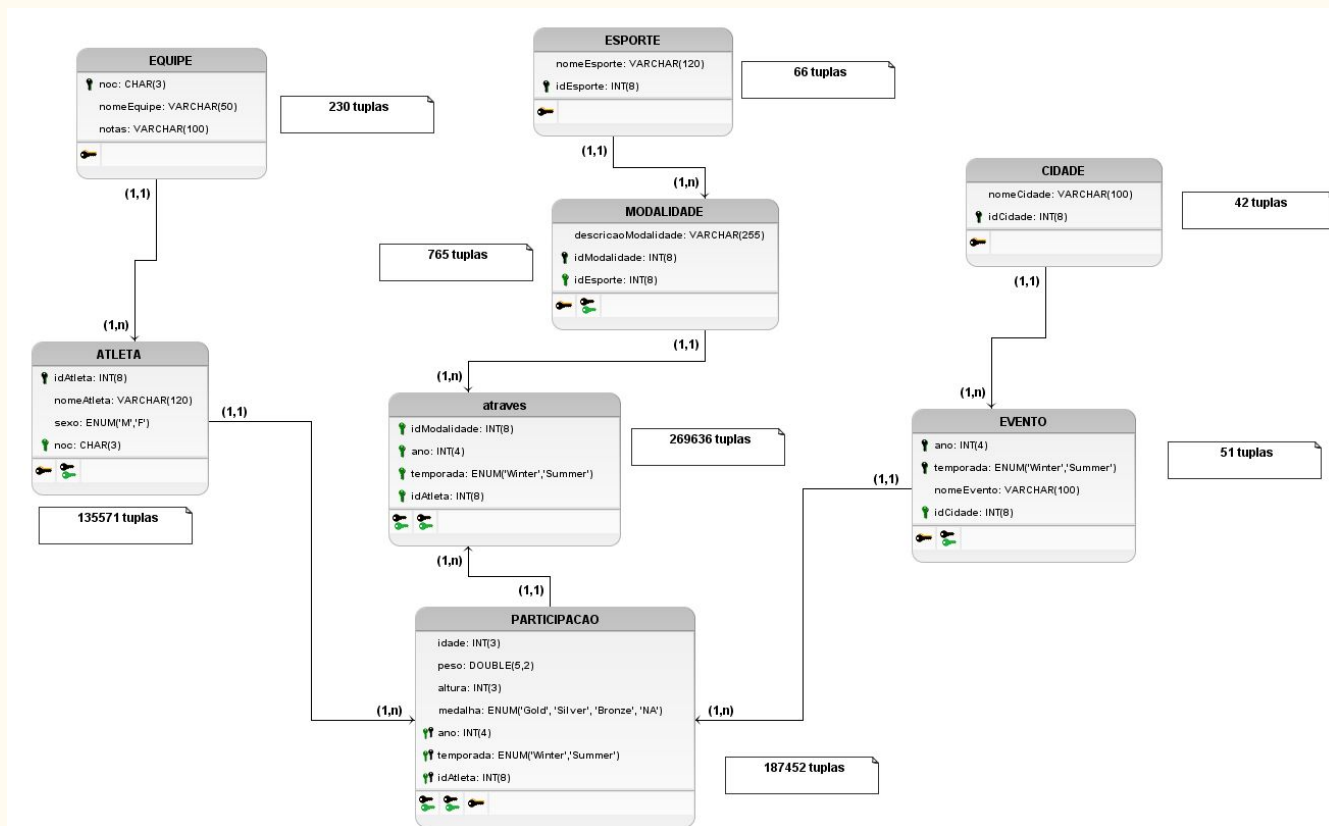 EQUIPE
noc: CHAR(3)
nomeEquipe: VARCHAR(50)
notas: VARCHAR(100)
230 tuplas
(1,1)
(1,n)
ESPORTE
nomeEsporte: VARCHAR(120)
idEsporte: INT(8)
66 tuplas
(1,1)
(1,n)
MODALIDADE
descricaoModalidade: VARCHAR(255)
idModalidade: INT(8)
idEsporte: INT(8)
765 tuplas
(1,1)
(1,n)
CIDADE
nomeCidade: VARCHAR(100)
idCidade: INT(8)
42 tuplas
(1,1)
(1,n)
ATLETA
idAtleta: INT(8)
nomeAtleta: VARCHAR(120)
sexo: ENUM('M','F')
noc: CHAR(3)
135571 tuplas
(1,1)
(1,n)
atraves
idModalidade: INT(8)
ano: INT(4)
temporada: ENUM('Winter','Summer')
idAtleta: INT(8)
269636 tuplas
(1,n)
(1,1)
EVENTO
ano: INT(4)
temporada: ENUM('Winter','Summer')
nomeEvento: VARCHAR(100)
idCidade: INT(8)
51 tuplas
(1,1)
(1,n)
PARTICIPACAO
idade: INT(3)
peso: DOUBLE(5,2)
altura: INT(3)
medalha: ENUM('Gold', 'Silver', 'Bronze', 'NA')
ano: INT(4)
temporada: ENUM('Winter','Summer')
idAtleta: INT(8)
187452 tuplas